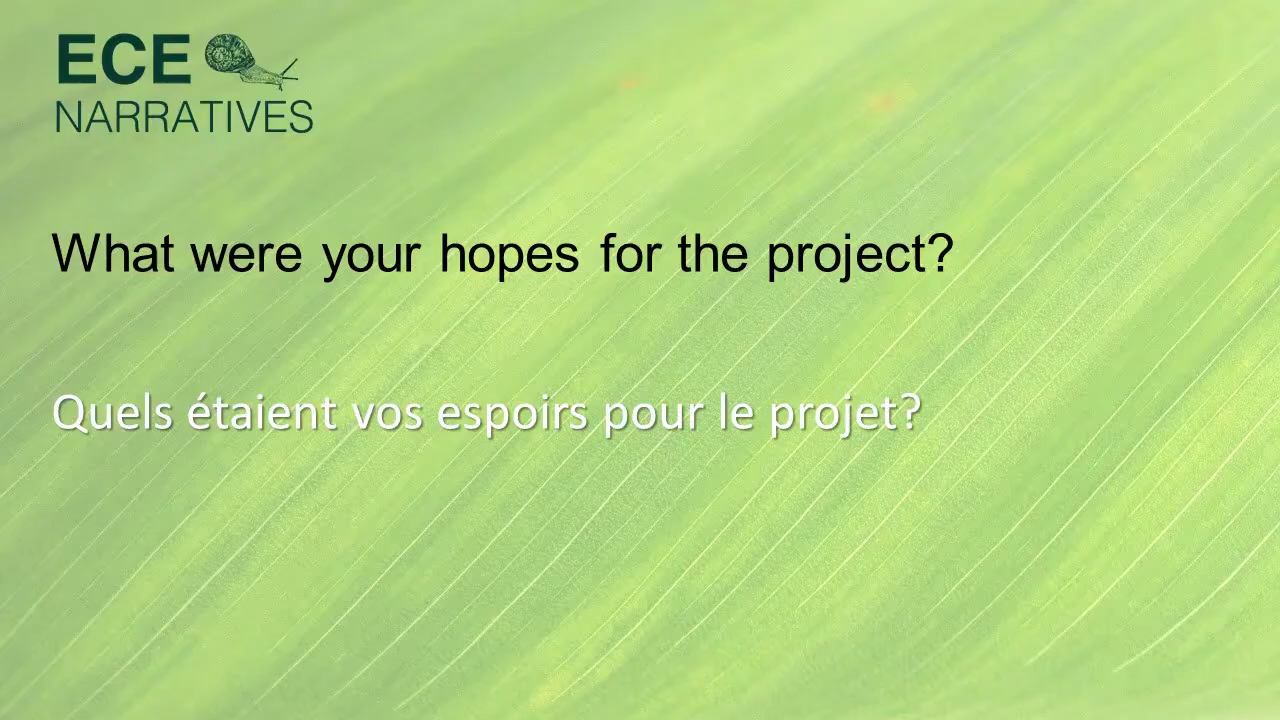 ECE
NARRATIVES
What were your hopes for the project?
Quels étaient vos espoirs pour le projet?